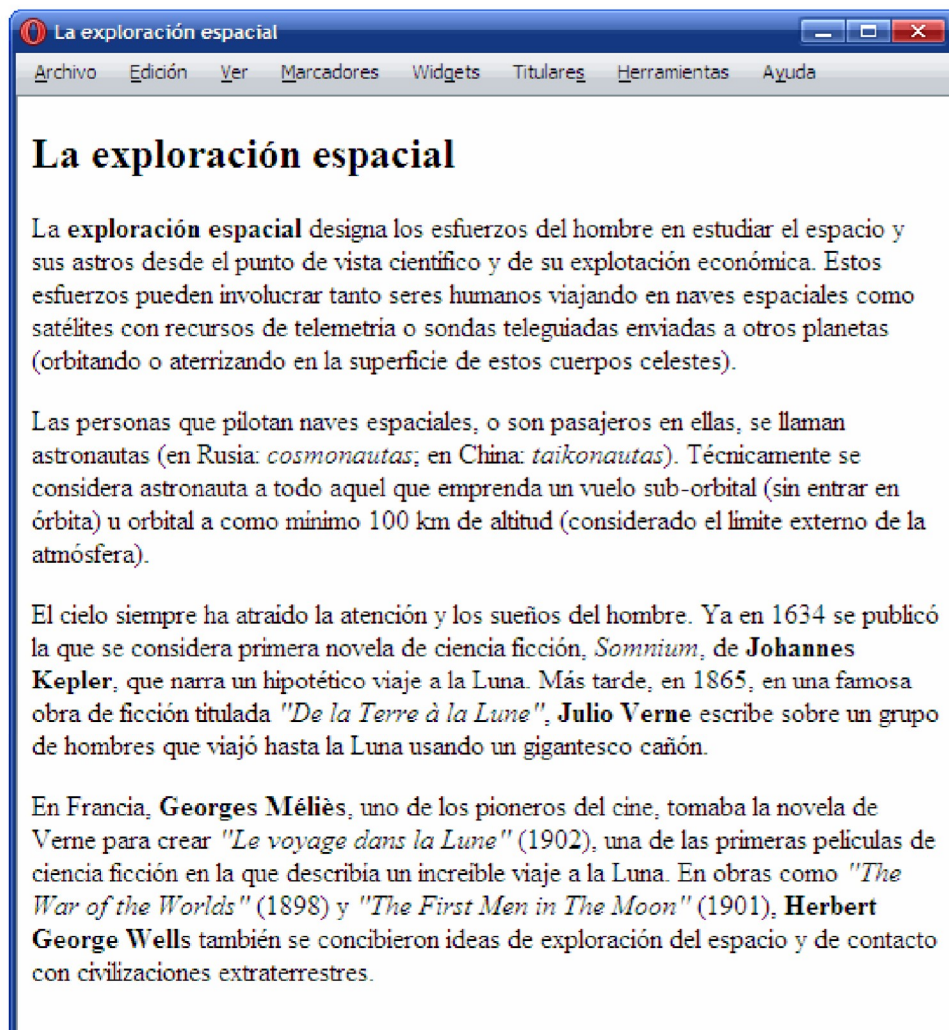 La exploración espacial
Archivo Edición Ver Marcadores Widgets Titulares Herramientas Ayuda
La exploración espacial
La exploración espacial designa los esfuerzos del hombre en estudiar el espacio y
sus astros desde el punto de vista científico y de su explotación económica. Estos
esfuerzos pueden involucrar tanto seres humanos viajando en naves espaciales como
satélites con recursos de telemetría o sondas teleguiadas enviadas a otros planetas
(orbitando o aterrizando en la superficie de estos cuerpos celestes).
Las personas que pilotan naves espaciales, o son pasajeros en ellas, se llaman
astronautas (en Rusia: cosmonautas; en China: taikonautas). Técnicamente se
considera astronauta a todo aquel que emprenda un vuelo sub-orbital (sin entrar en
órbita) u orbital a como mínimo 100 km de altitud (considerado el límite externo de la
atmósfera).
El cielo siempre ha atraído la atención y los sueños del hombre. Ya en 1634 se publicó
la que se considera primera novela de ciencia ficción, Somnium, de Johannes
Kepler, que narra un hipotético viaje a la Luna. Más tarde, en 1865, en una famosa
obra de ficción titulada "De la Terre à la Lune", Julio Verne escribe sobre un grupo
de hombres que viajó hasta la Luna usando un gigantesco cañón.
En Francia, Georges Méliès, uno de los pioneros del cine, tomaba la novela de
Verne para crear "Le voyage dans la Lune" (1902), una de las primeras películas de
ciencia ficción en la que describía un increíble viaje a la Luna. En obras como "The
War of the Worlds" (1898) y "The First Men in The Moon" (1901), Herbert
George Wells también se concibieron ideas de exploración del espacio y de contacto
con civilizaciones extraterrestres.